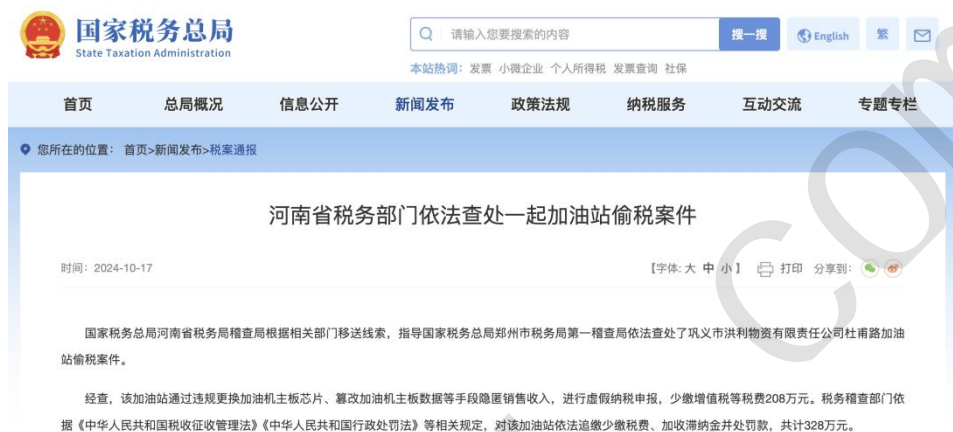 国家税务总局
State Taxation Administration
请输入您要搜索的内容
搜一搜
English
繁
本站热词：发票 小微企业 个人所得税 发票查询 社保
首页 总局概况 信息公开 新闻发布 政策法规 纳税服务 互动交流 专题专栏
您所在的位置： 首页>新闻发布>税案通报
河南省税务部门依法查处一起加油站偷税案件
时间：2024-10-17
【字体:大 中 小】 打印 分享到:
国家税务总局河南省税务局稽查局根据相关部门移送线索，指导国家税务总局郑州市税务局第一稽查局依法查处了巩义市洪利物资有限责任公司杜甫路加油
站偷税案件。
经查，该加油站通过违规更换加油机主板芯片、篡改加油机主板数据等手段隐匿销售收入，进行虚假纳税申报，少缴增值税等税费208万元。税务稽查部门依
据《中华人民共和国税收征收管理法》《中华人民共和国行政处罚法》等相关规定，对该加油站依法追缴少缴税费、加收滞纳金并处罚款，共计328万元。
com